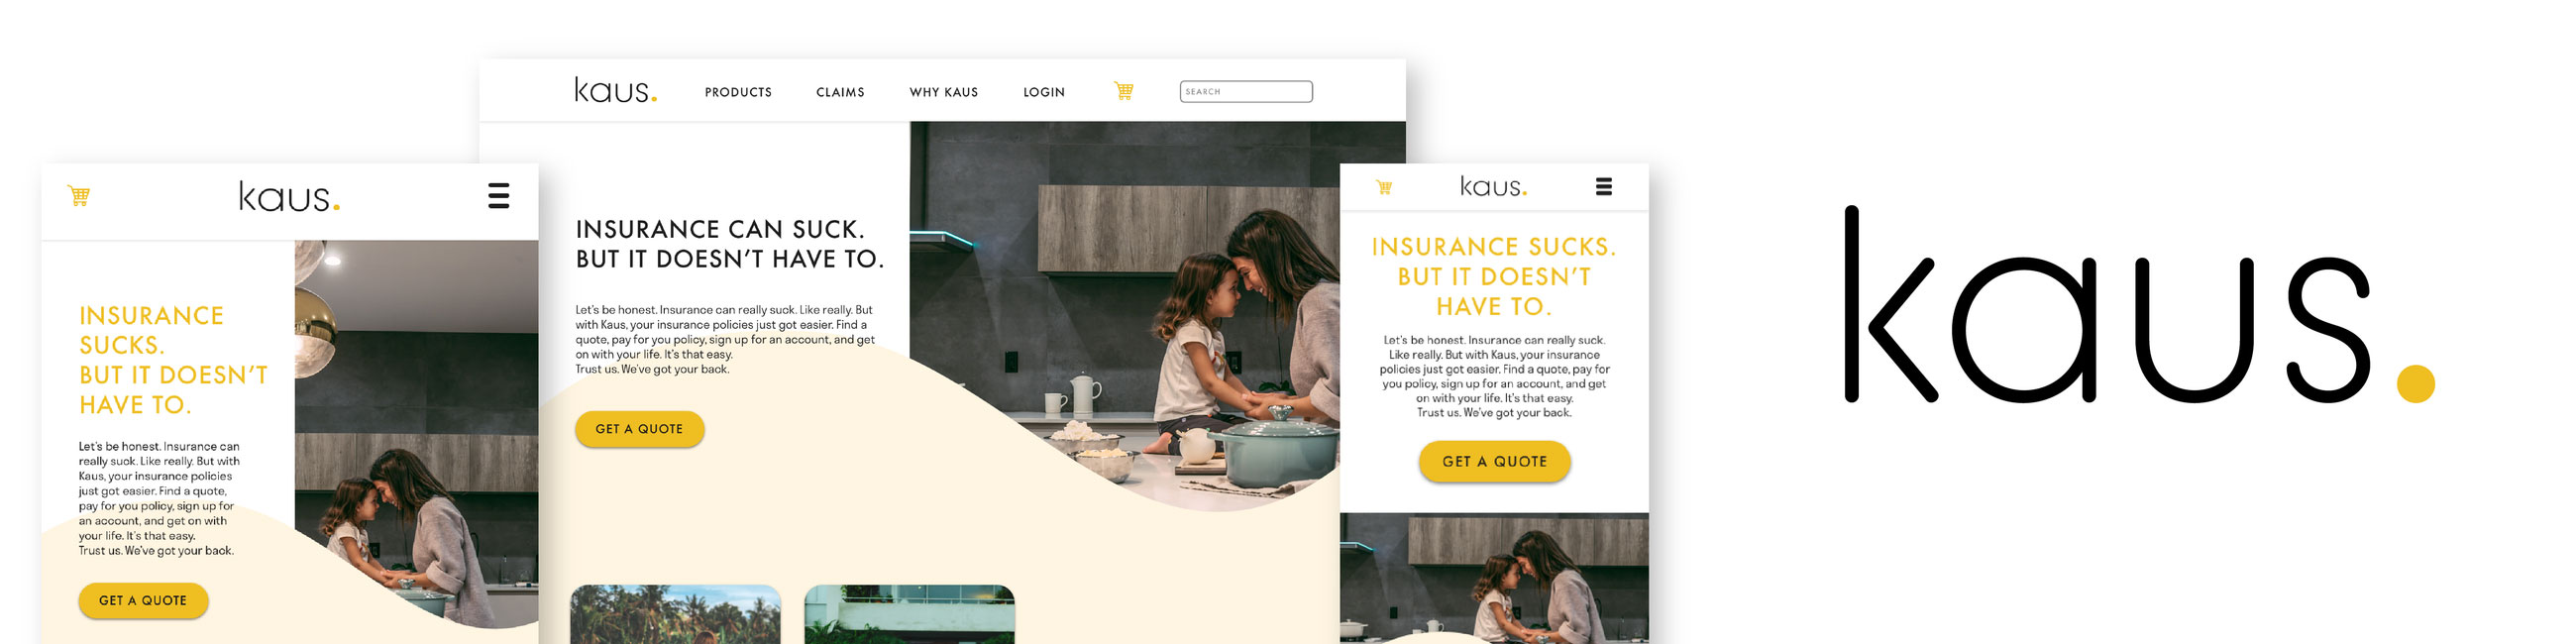 kaus.
INSURANCE
SUCKS.
BUT IT DOESN'T
HAVE TO.
Let's be honest. Insurance can
really suck. Like really. But with
Kaus, your insurance policies
just got easier. Find a quote,
pay for you policy, sign up for
an account, and get on with
your life. It's that easy.
Trust us. We've got your back.
GET A QUOTE
kaus. PRODUCTS CLAIMS WHY KAUS LOGIN SEARCH
INSURANCE CAN SUCK.
BUT IT DOESN'T HAVE TO.
Let's be honest. Insurance can really suck. Like really. But
with Kaus, your insurance policies just got easier. Find a
quote, pay for you policy, sign up for an account, and get
on with your life. It's that easy.
Trust us. We've got your back.
GET A QUOTE
kaus.
INSURANCE SUCKS.
BUT IT DOESN'T
HAVE TO.
Let's be honest. Insurance can really suck.
Like really. But with Kaus, your insurance
policies just got easier. Find a quote, pay for
you policy, sign up for an account, and get
on with your life. It's that easy.
Trust us. We've got your back.
GET A QUOTE
kaus.